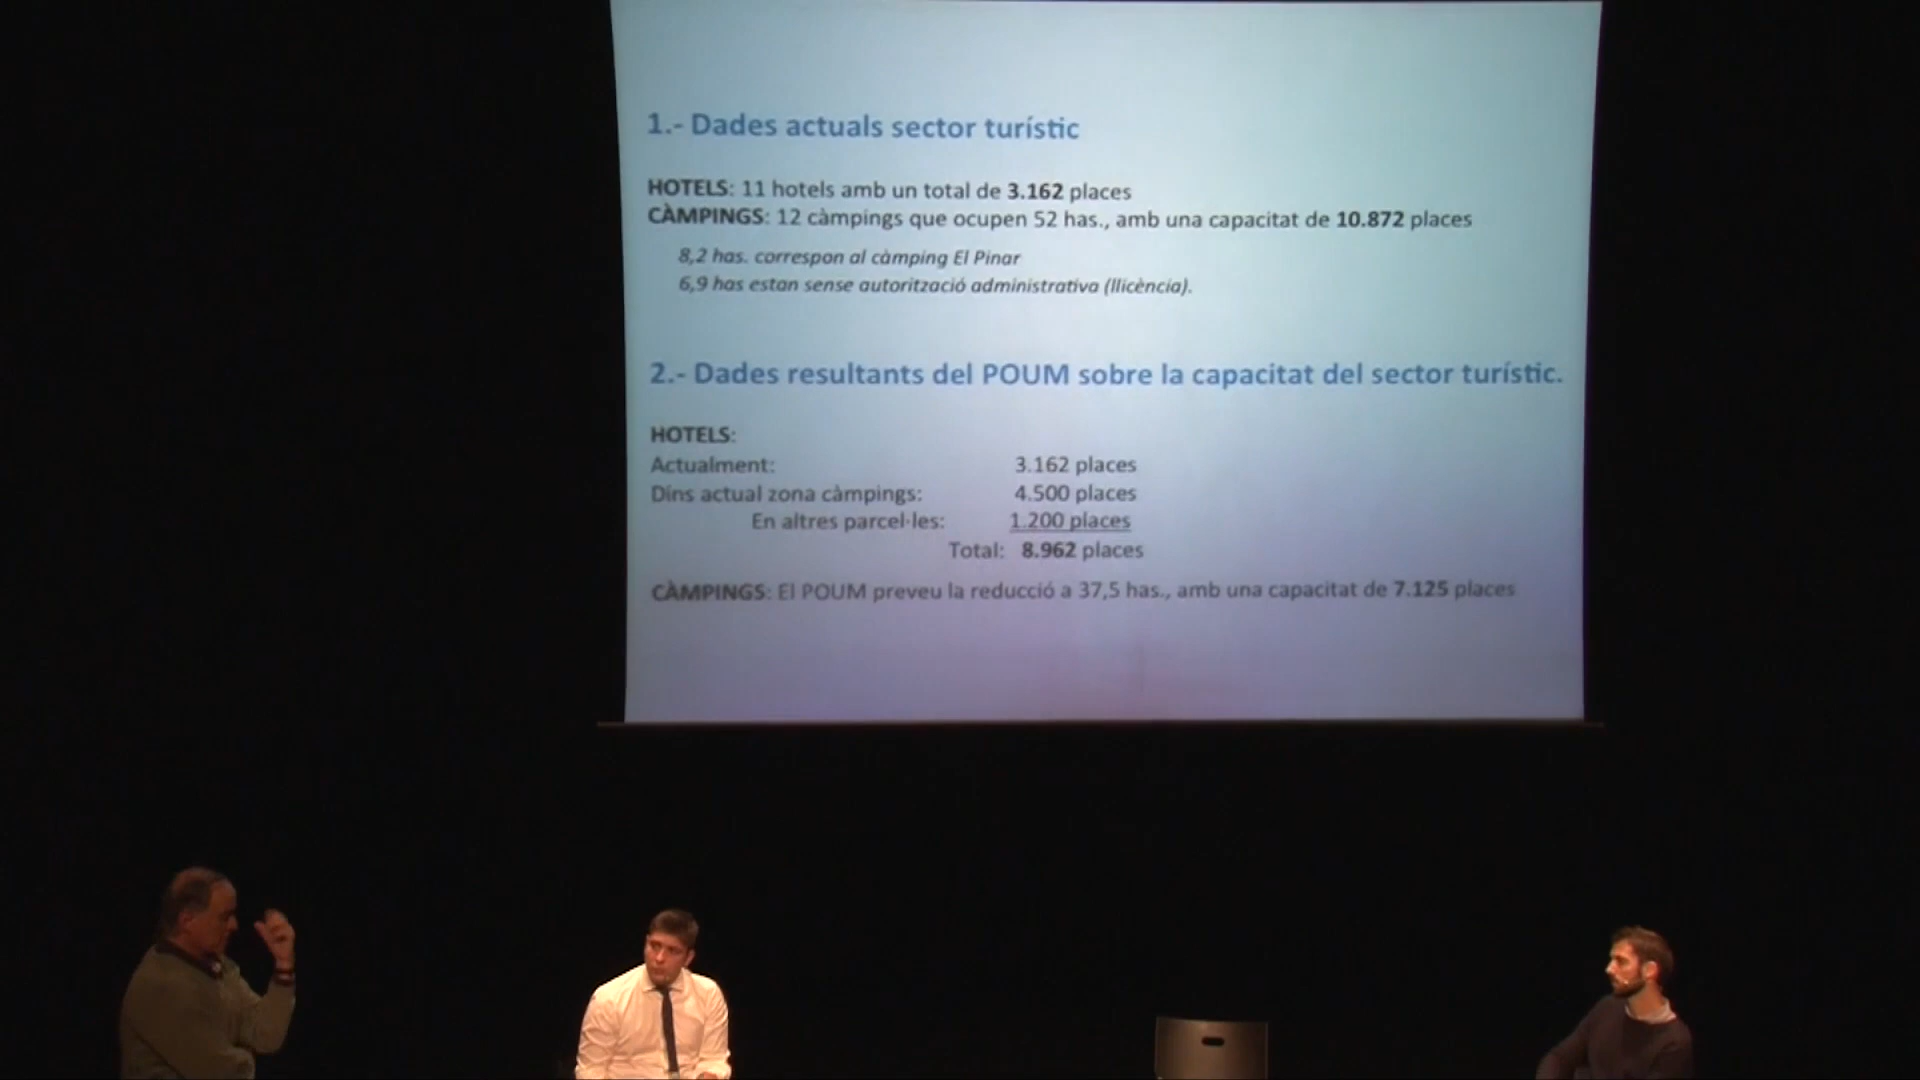 1.- Dades actuals sector turístic
HOTELS: 11 hotels amb un total de 3.162 places
CÀMPINGS: 12 càmpings que ocupen 52 has., amb una capacitat de 10.872 places
8,2 has. correspon al càmping El Pinar
6,9 has estan sense autorització administrativa (llicència).
2.- Dades resultants del POUM sobre la capacitat del sector turístic.
HOTELS:
Actualment: 3.162 places
Dins actual zona càmpings: 4.500 places
En altres parcel·les: 1.200 places
Total: 8.962 places
CÀMPINGS: El POUM preveu la reducció a 37,5 has., amb una capacitat de 7.125 places